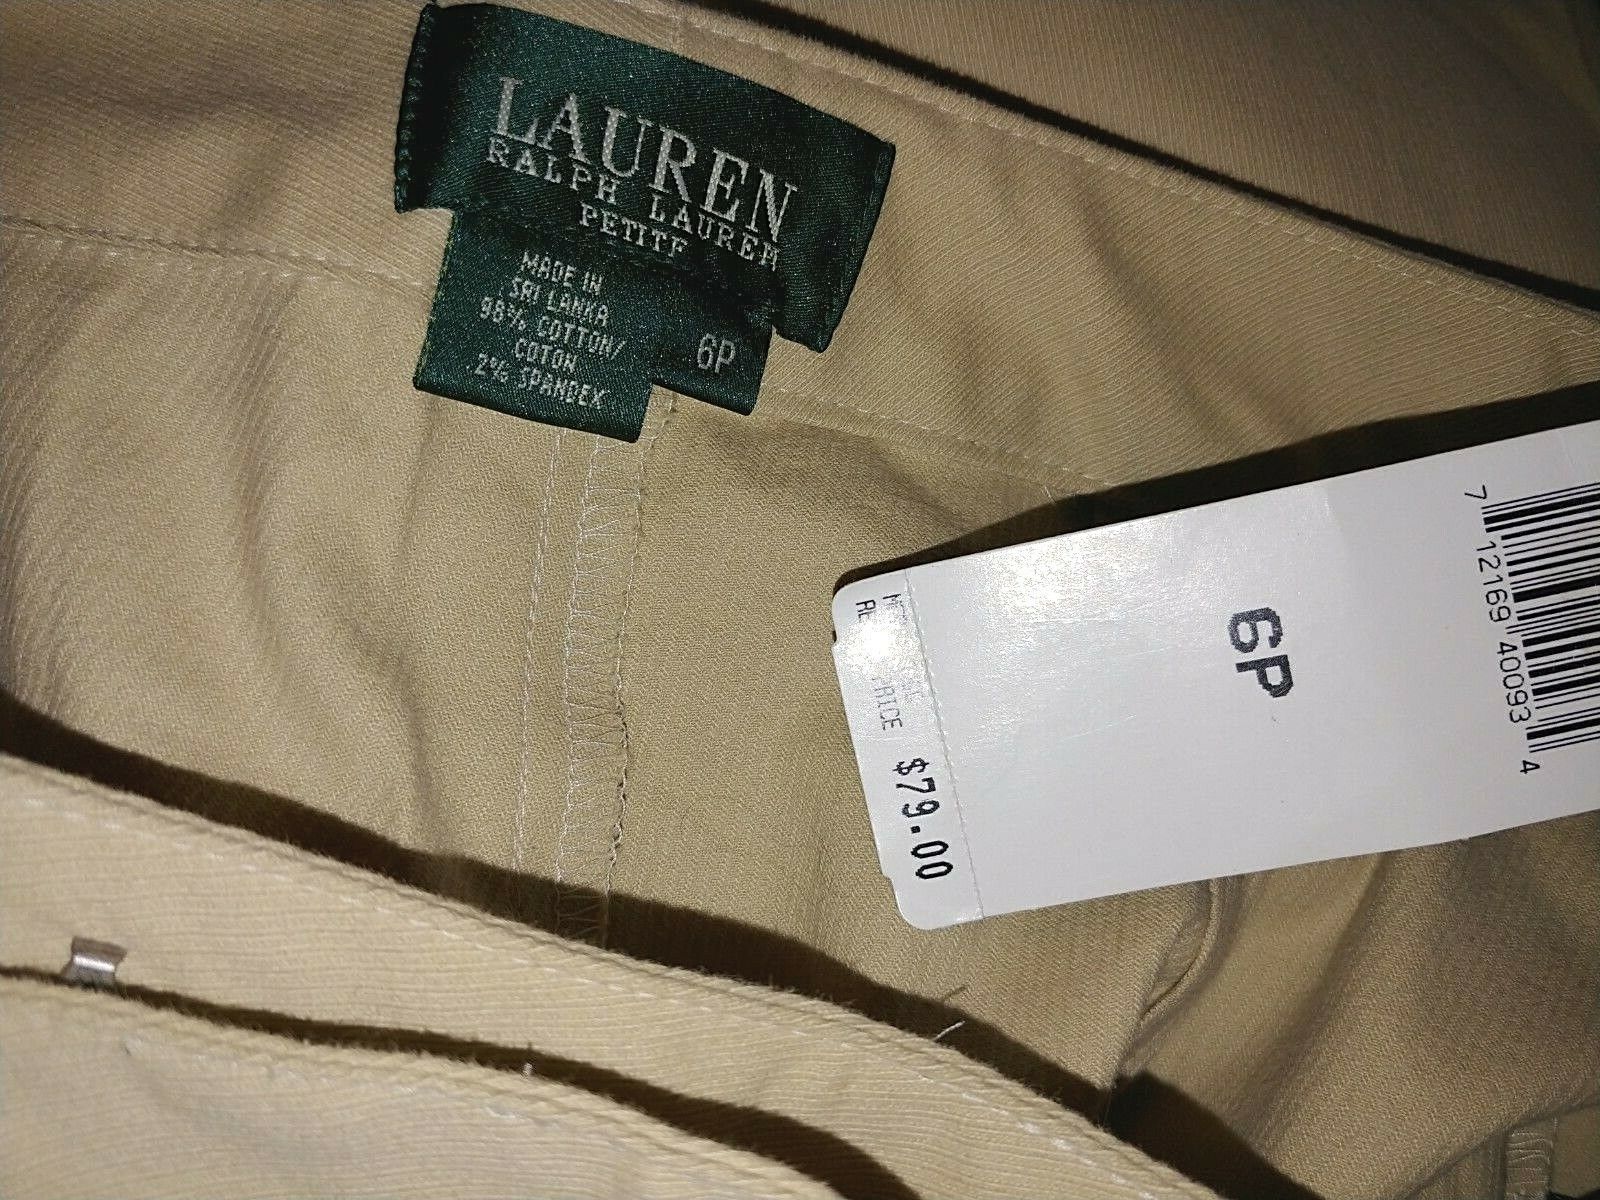 LAUREN
RALPH LAUREN
PETITE
MADE IN
SRI LANKA
98% COTTON/
COTON
2% SPANDEX
6P
6P
7 12169 40093 4
PRICE $79.00